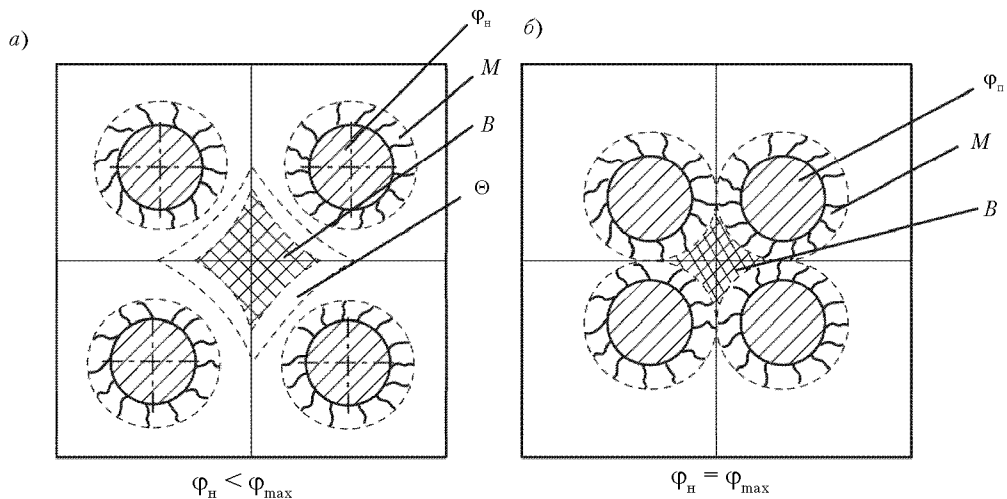 а)
φн
М
В
Θ
φн < φmax
б)
φп
М
В
φн = φmax